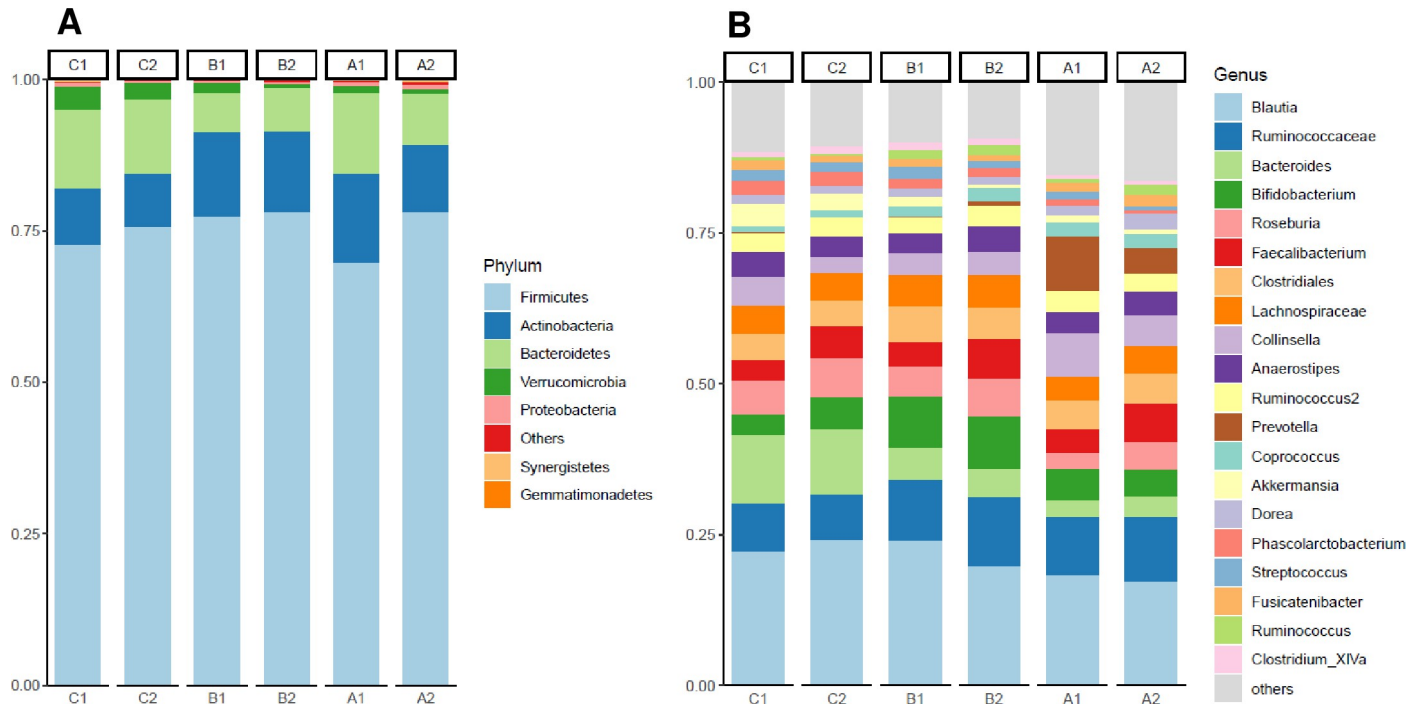 A
C1 C2 B1 B2 A1 A2
1.00
0.75
0.50
0.25
0.00
C1 C2 B1 B2 A1 A2
Phylum
Firmicutes
Actinobacteria
Bacteroidetes
Verrucomicrobia
Proteobacteria
Others
Synergistetes
Gemmatimonadetes
B
C1 C2 B1 B2 A1 A2
1.00
0.75
0.50
0.25
0.00
C1 C2 B1 B2 A1 A2
Genus
Blautia
Ruminococcaceae
Bacteroides
Bifidobacterium
Roseburia
Faecalibacterium
Clostridiales
Lachnospiraceae
Collinsella
Anaerostipes
Ruminococcus2
Prevotella
Coprococcus
Akkermansia
Dorea
Phascolarctobacterium
Streptococcus
Fusicatenibacter
Ruminococcus
Clostridium_XIVa
others